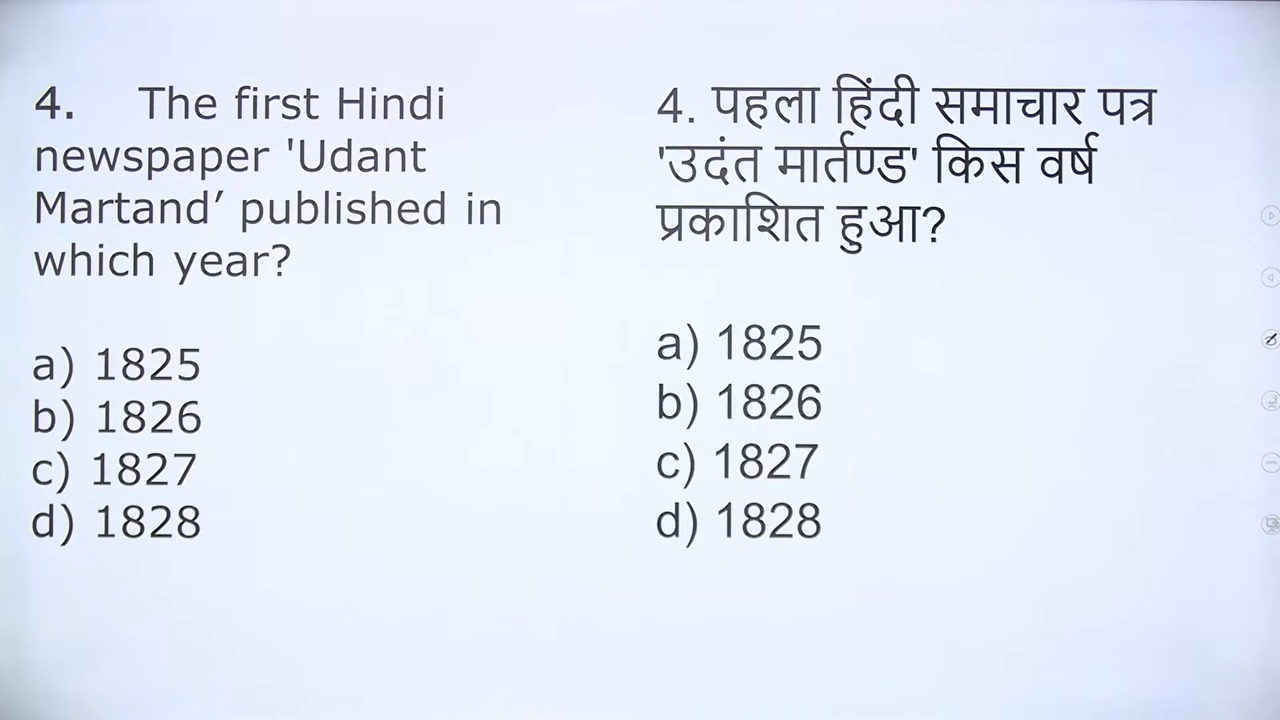 4. The first Hindi
newspaper 'Udant
Martand’ published in
which year?
a) 1825
b) 1826
c) 1827
d) 1828
4. पहला हिंदी समाचार पत्र
'उदंत मार्तण्ड' किस वर्ष
प्रकाशित हुआ?
a) 1825
b) 1826
c) 1827
d) 1828